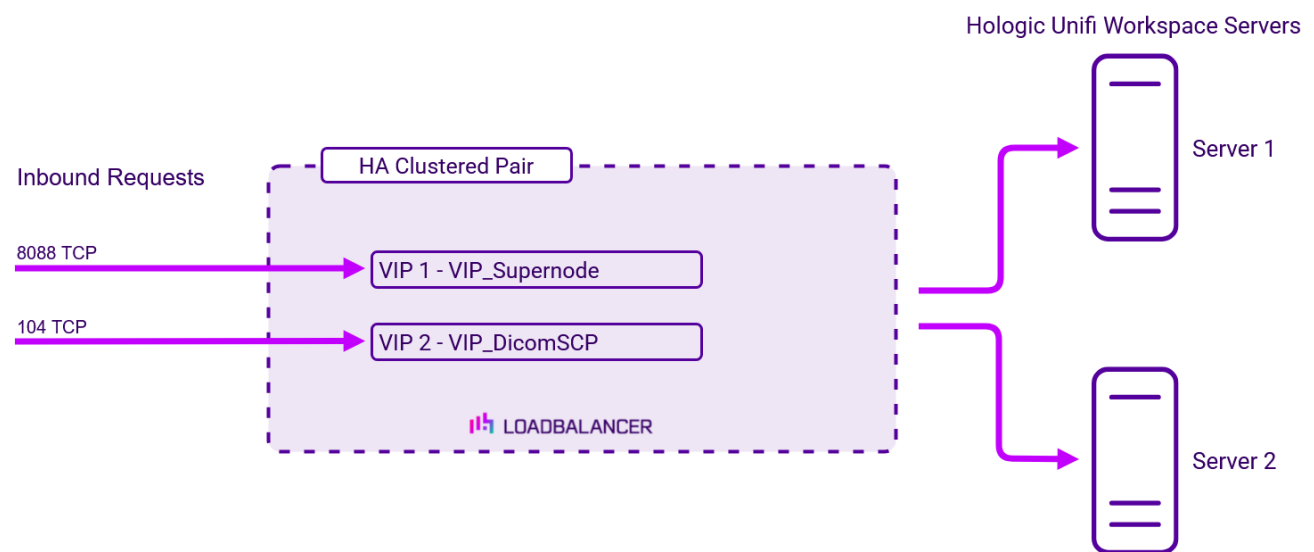 Hologic Unifi Workspace Servers
Server 1
HA Clustered Pair
Inbound Requests
8088 TCP
VIP 1 - VIP_Supernode
104 TCP
VIP 2 - VIP_DicomSCP
LOADBALANCER
Server 2